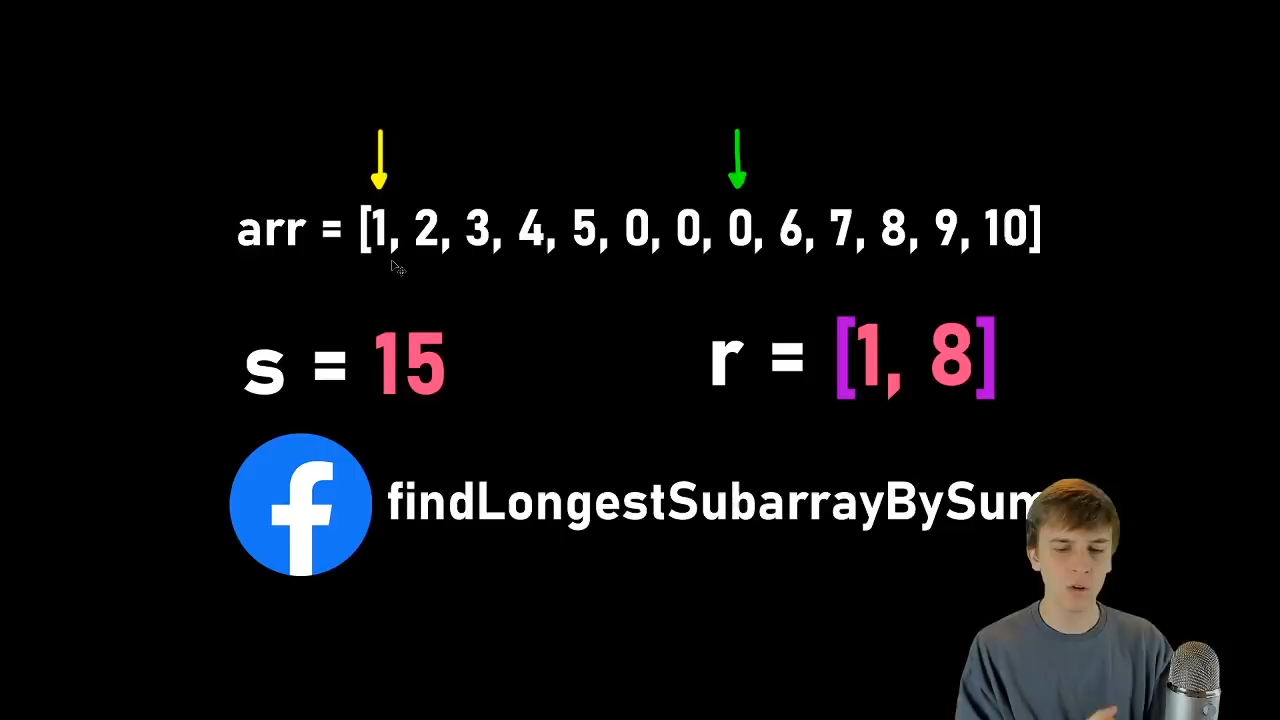 arr = [1, 2, 3, 4, 5, 0, 0, 0, 6, 7, 8, 9, 10]
s = 15
r = [1, 8]
f findLongestSubarrayBySum